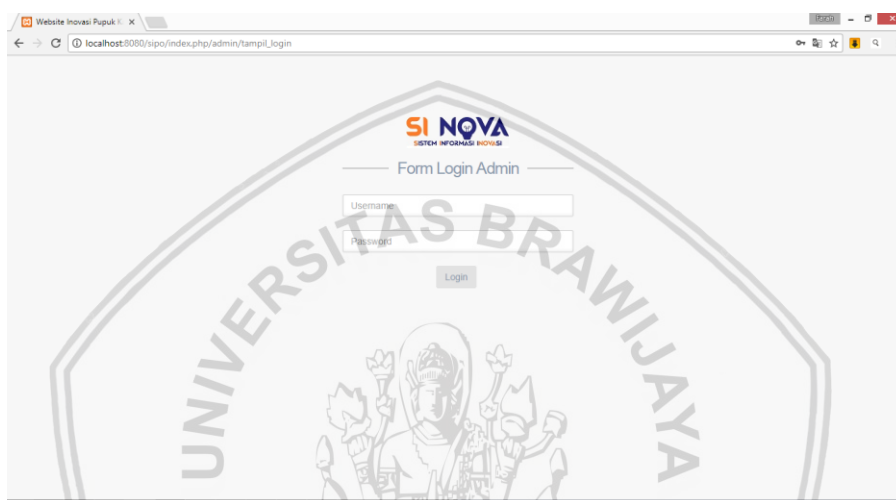 Website Inovasi Pupuk K
localhost:8080/sipo/index.php/admin/tampil_login
SI NOVA
SISTEM INFORMASI INOVASI
Form Login Admin
Username
Password
Login
UNIVERSITAS BRAWIJAYA